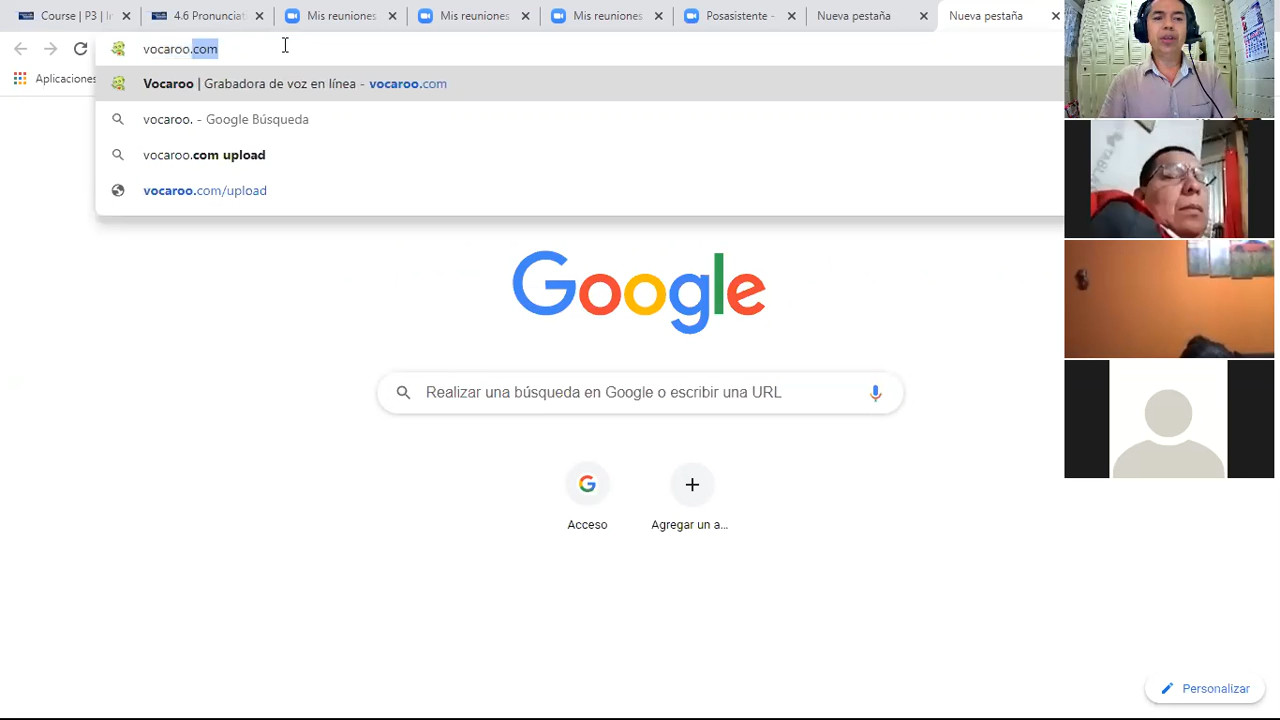 Course | P3 | In
4.6 Pronunciat
Mis reuniones
Mis reuniones
Mis reuniones
Posasistente -
Nueva pestaña
Nueva pestaña
vocaroo.com
Aplicaciones
Vocaroo | Grabadora de voz en línea - vocaroo.com
vocaroo. - Google Búsqueda
vocaroo.com upload
vocaroo.com/upload
Google
Realizar una búsqueda en Google o escribir una URL
Acceso
Agregar un a...
Personalizar